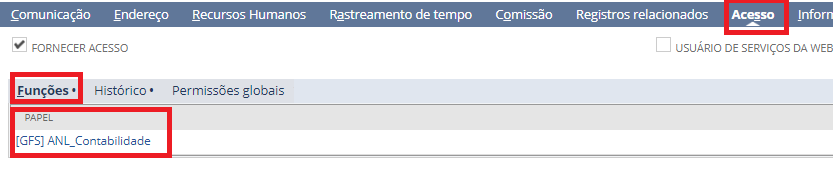 Comunicação Endereço Recursos Humanos Rastreamento de tempo Comissão Registros relacionados Acesso Inform
FORNECER ACESSO USUÁRIO DE SERVIÇOS DA WEB
Funções • Histórico • Permissões globais
PAPEL
[GFS] ANL_Contabilidade